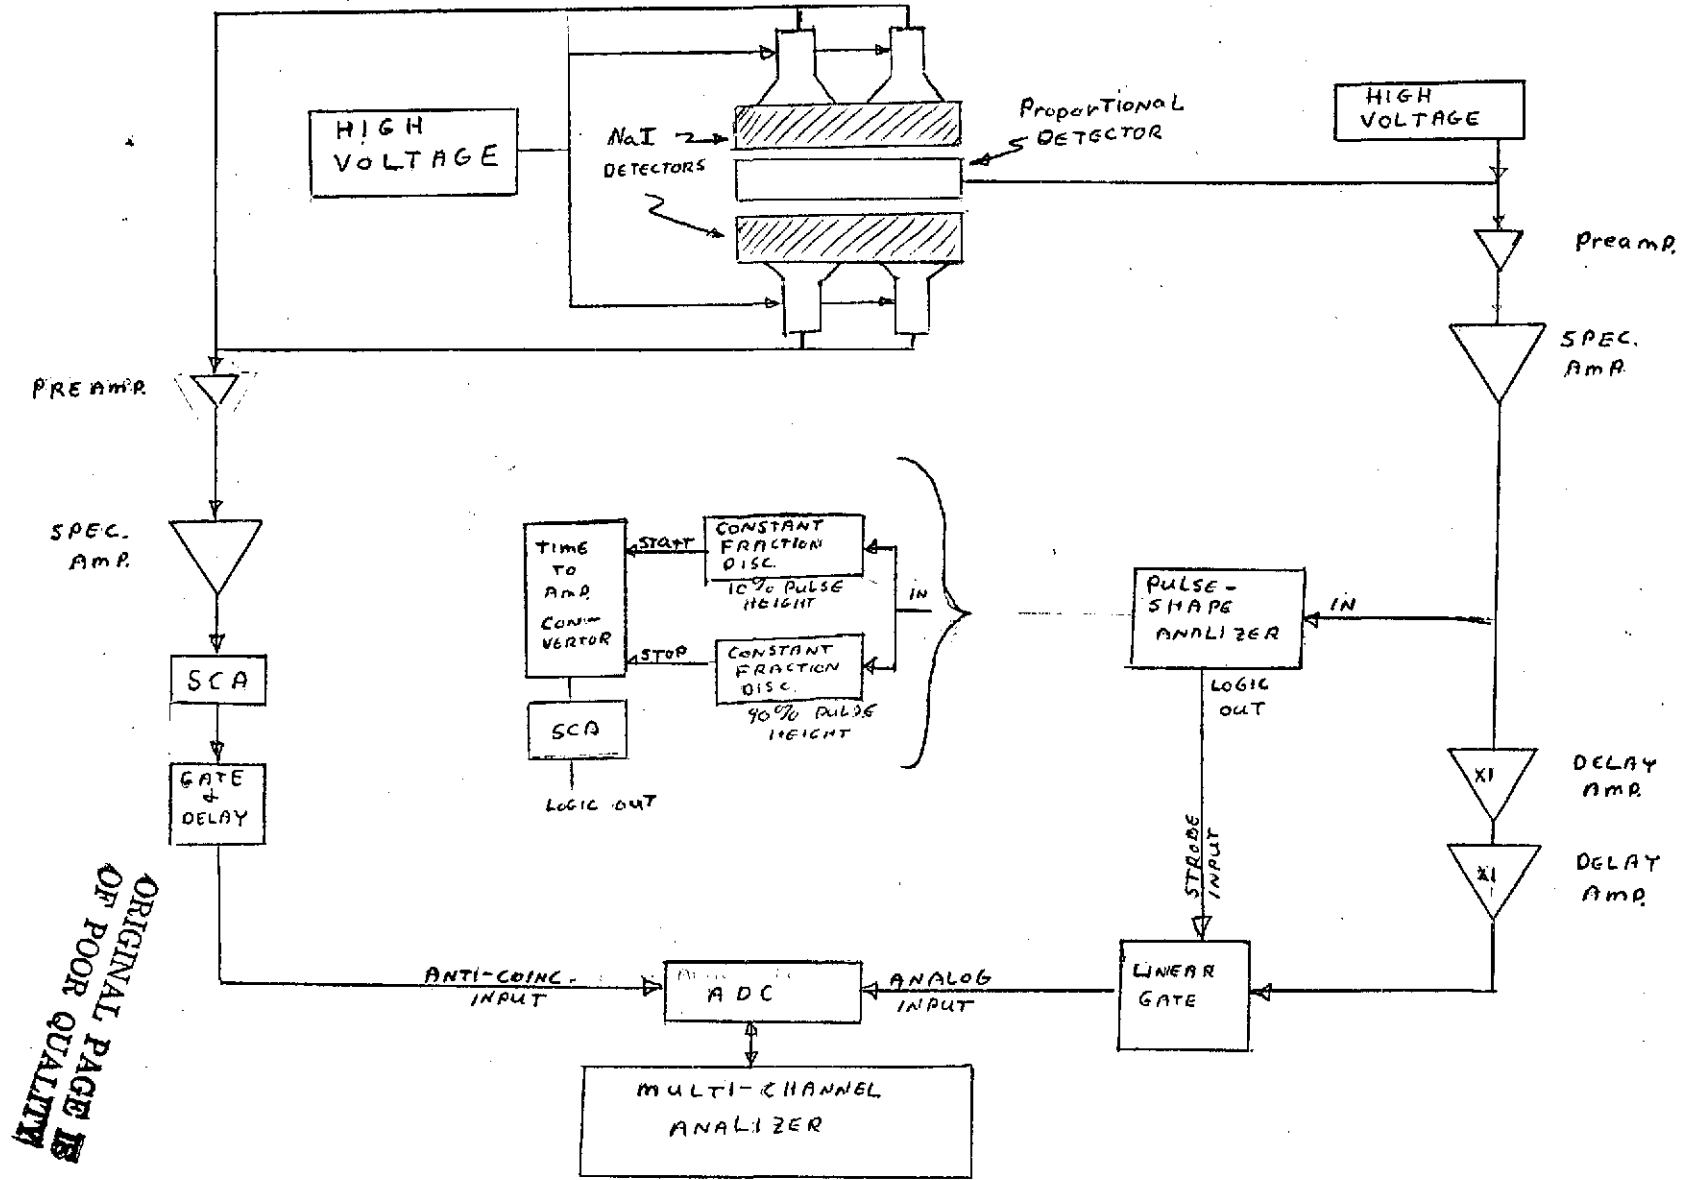 HIGH
VOLTAGE
NaI
DETECTORS
ProporTional
DETECTOR
HIGH
VOLTAGE
PreamP.
SPEC.
AmP.
PREAmP.
SPEC.
AmP.
SCA
GATE
&
DELAY
TIME
TO
AmP.
CON-
VERTOR
START
STOP
CONSTANT
FRACTION
DISC.
10% PULSE
HEIGHT
CONSTANT
FRACTION
DISC.
90% PULSE
HEIGHT
IN
SCA
LOGIC OUT
PULSE-
SHAPE
ANALIZER
IN
LOGIC
OUT
STROBE
INPUT
X1
DELAY
AmP.
X1
DELAY
AmP.
LINEAR
GATE
ANALOG
INPUT
ADC
ANTI-COINC.
INPUT
MULTI-CHANNEL
ANALIZER
ORIGINAL PAGE IS
OF POOR QUALITY